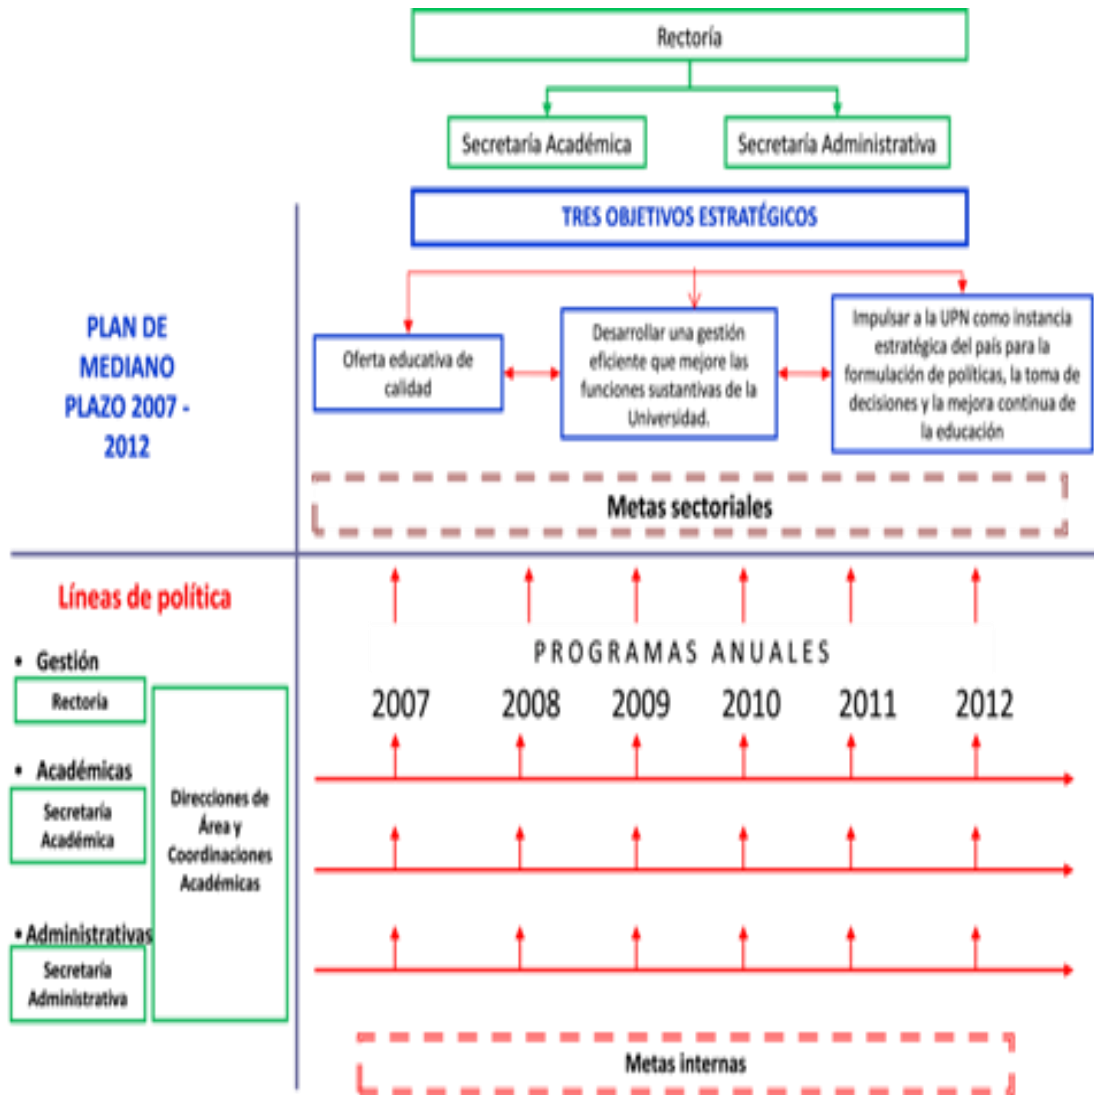 Rectoría
Secretaría Académica
Secretaría Administrativa
TRES OBJETIVOS ESTRATÉGICOS
PLAN DE
MEDIANO
PLAZO 2007 -
2012
Oferta educativa de
calidad
Desarrollar una gestión
eficiente que mejore las
funciones sustantivas de la
Universidad.
Impulsar a la UPN como instancia
estratégica del país para la
formulación de políticas, la toma de
decisiones y la mejora continua de
la educación
Metas sectoriales
Líneas de política
• Gestión
Rectoría
• Académicas
Secretaría
Académica
• Administrativas
Secretaría
Administrativa
Direcciones de
Área y
Coordinaciones
Académicas
PROGRAMAS ANUALES
2007 2008 2009 2010 2011 2012
Metas internas